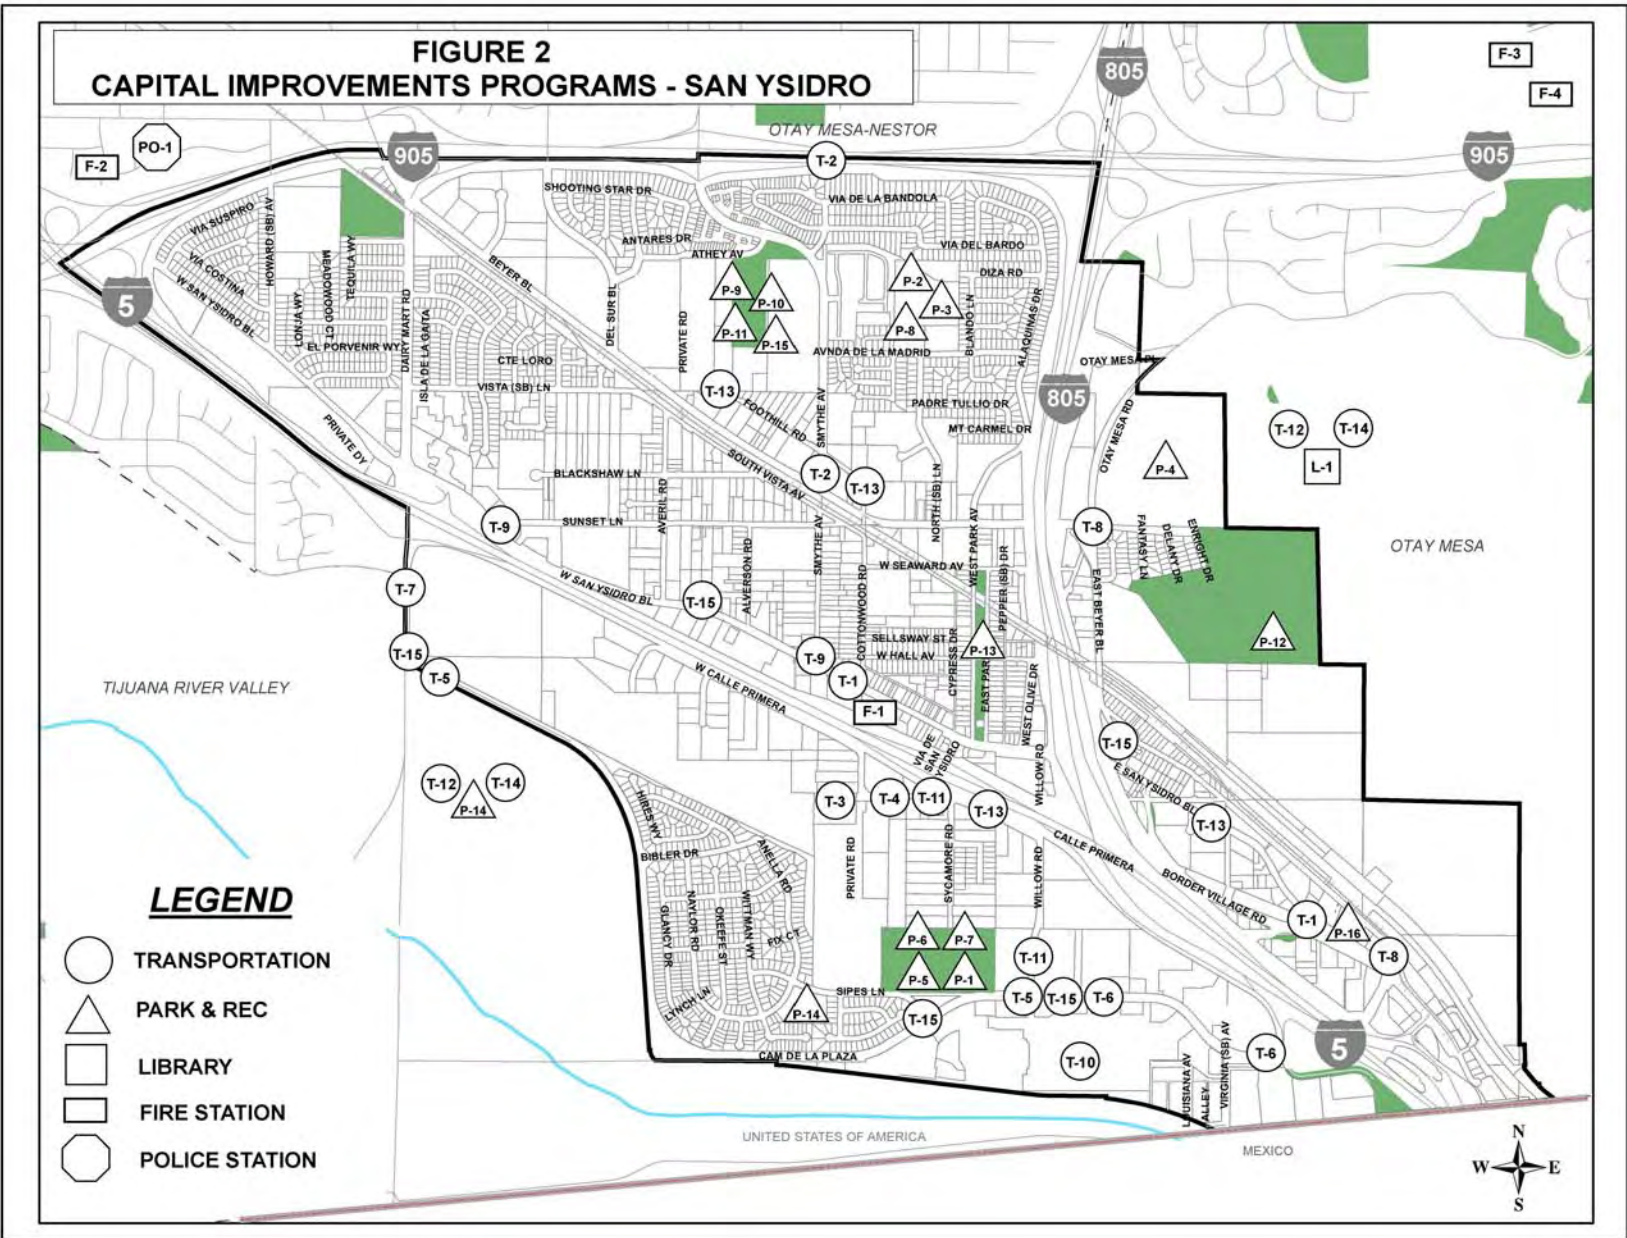 FIGURE 2
CAPITAL IMPROVEMENTS PROGRAMS - SAN YSIDRO
805
F-3
F-4
OTAY MESA-NESTOR
PO-1
F-2
905
T-2
905
SHOOTING STAR DR
VIA DE LA BANDOLA
VIA SUSPIRO
HOWARD (SB) AV
ANTARES DR
ATHEY AV
VIA DEL BARDO
DIZA RD
VIA COSTINA
W SAN YSIDRO BL
MEADOWOOD CT
TEQUILA WY
BEYER BL
5
P-9
P-10
P-2
P-3
P-11
P-15
P-8
LONJA WY
DAIRY MART RD
ISLA DE LA GAITA
DEL SUR BL
PRIVATE RD
BLANDO LN
ALAQUINAS DR
EL PORVENIR WY
CTE LORO
AVNDA DE LA MADRID
VISTA (SB) LN
OTAY MESA PL
805
T-13
FOOTHILL RD
SMYTHE AV
PADRE TULLIO DR
MT CARMEL DR
OTAY MESA RD
T-12
T-14
L-1
P-4
PRIVATE DY
BLACKSHAW LN
SOUTH VISTA AV
T-2
T-13
NORTH (SB) LN
AVERIL RD
T-9
SUNSET LN
WEST PARK AV
T-8
FANTASY LN
DELANY DR
ENRIGHT DR
OTAY MESA
ALVERSON RD
SMYTHE AV
COTTONWOOD RD
W SEAWARD AV
PEPPER (SB) DR
EAST BEYER BL
T-7
W SAN YSIDRO BL
T-15
SELLSWAY ST
W HALL AV
CYPRESS DR
P-13
EAST PAR
P-12
T-15
T-5
T-9
T-1
F-1
W CALLE PRIMERA
WEST OLIVE DR
TIJUANA RIVER VALLEY
VIA DE
SAN
YSIDRO
WILLOW RD
T-15
E SAN YSIDRO BL
T-12
T-14
P-14
T-3
T-4
T-11
T-13
T-13
HIRES WY
BIBLER DR
ANELLA RD
PRIVATE RD
SYCAMORE RD
WILLOW RD
CALLE PRIMERA
BORDER VILLAGE RD
GLANCY DR
NAYLOR RD
OKEEFE ST
WITTMAN WY
FIX CT
LYNCH LN
P-6
P-7
P-5
P-1
T-11
T-1
P-16
T-8
SIPES LN
P-14
T-15
T-5
T-15
T-6
CAM DE LA PLAZA
T-10
T-6
5
LOUISIANA AV
ALLEY
VIRGINIA (SB) AV
LEGEND
TRANSPORTATION
PARK & REC
LIBRARY
FIRE STATION
POLICE STATION
UNITED STATES OF AMERICA
MEXICO
N
W
E
S